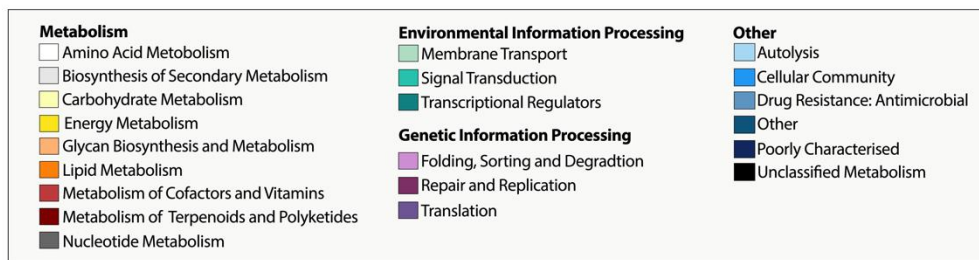 Metabolism
Amino Acid Metobolism
Biosynthesis of Secondary Metabolism
Carbohydrate Metabolism
Energy Metabolism
Glycan Biosynthesis and Metabolism
Lipid Metabolism
Metabolism of Cofactors and Vitamins
Metabolism of Terpenoids and Polyketides
Nucleotide Metabolism
Environmental Information Processing
Membrane Transport
Signal Transduction
Transcriptional Regulators
Genetic Information Processing
Folding, Sorting and Degradtion
Repair and Replication
Translation
Other
Autolysis
Cellular Community
Drug Resistance: Antimicrobial
Other
Poorly Characterised
Unclassified Metabolism